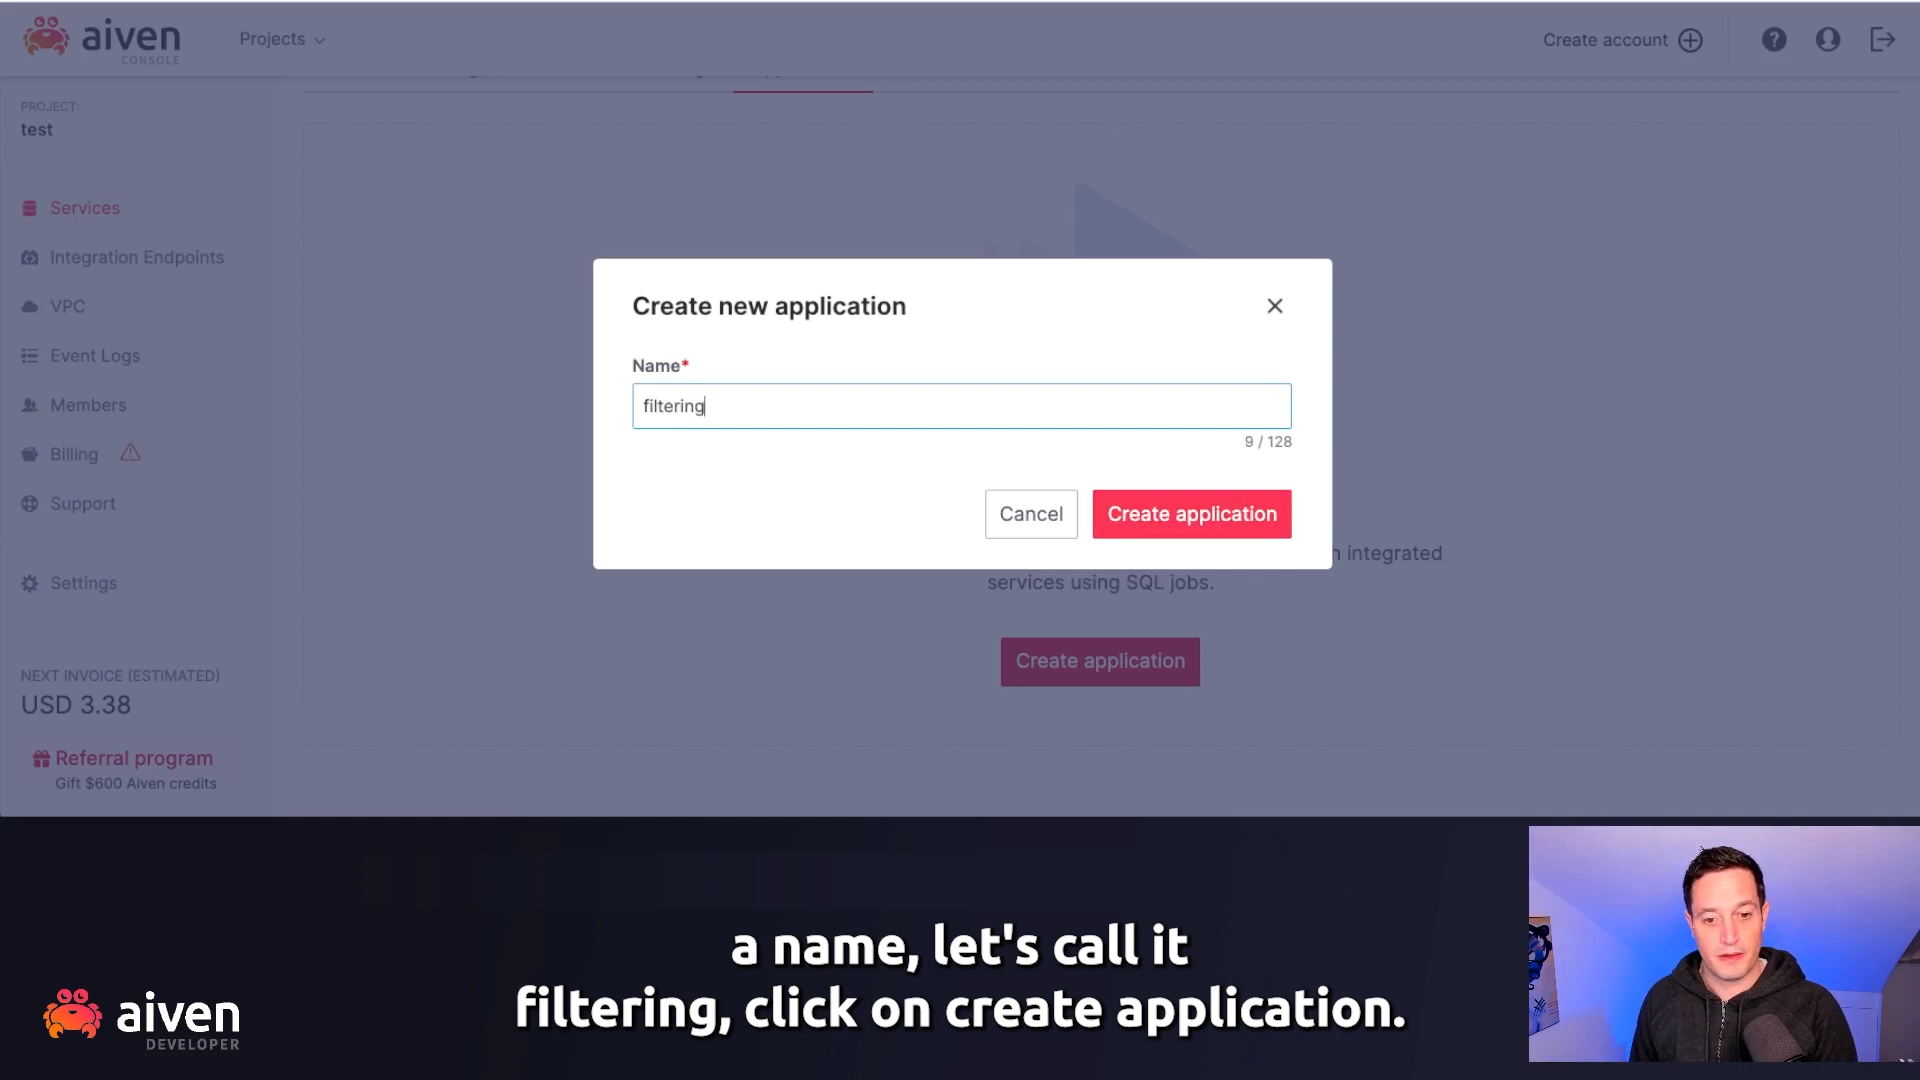 aiven
CONSOLE
Projects
Create account
PROJECT:
test
Services
Integration Endpoints
VPC
Event Logs
Members
Billing
Support
Settings
NEXT INVOICE (ESTIMATED)
USD 3.38
Referral program
Gift $600 Aiven credits
Create new application
Name*
filtering
9 / 128
Cancel
Create application
integrated
services using SQL jobs.
Create application
a name, let's call it
filtering, click on create application.
aiven
DEVELOPER